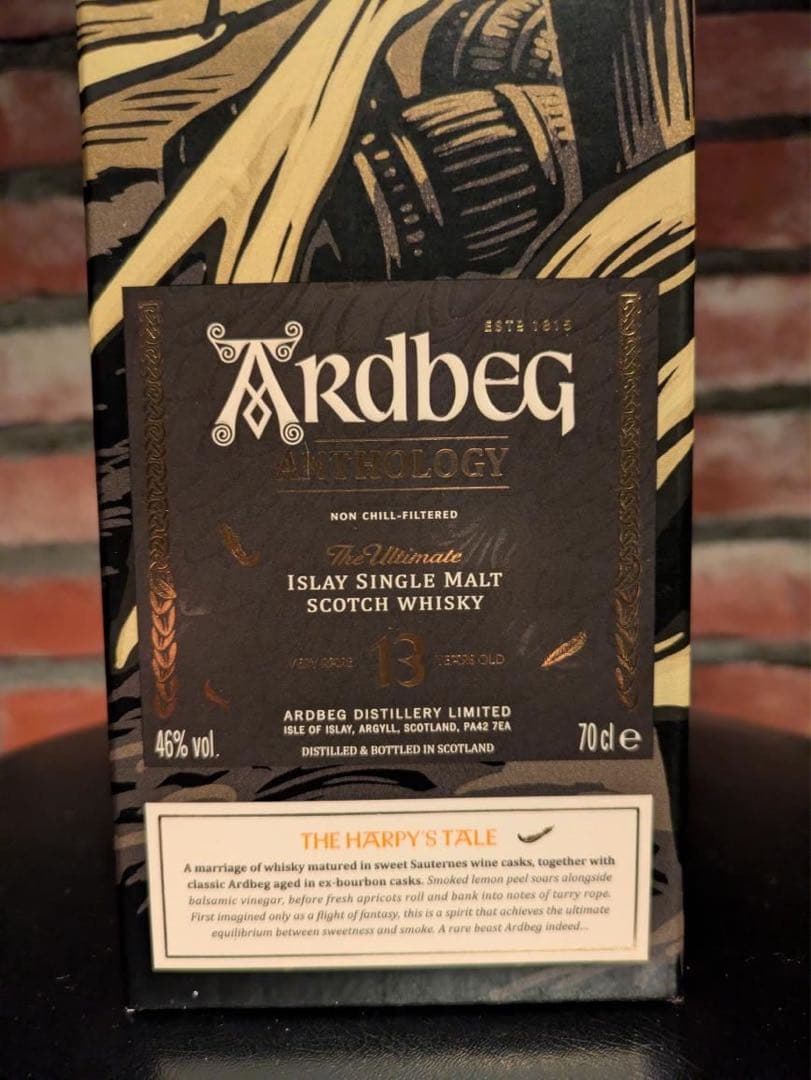 ESTD 1815
ARDBEG
ANTHOLOGY
NON CHILL-FILTERED
The Ultimate
ISLAY SINGLE MALT
SCOTCH WHISKY
VERY RARE 13 YEARS OLD
ARDBEG DISTILLERY LIMITED
ISLE OF ISLAY, ARGYLL, SCOTLAND, PA42 7EA
46% vol.
70 cl e
DISTILLED & BOTTLED IN SCOTLAND
THE HARPY'S TALE
A marriage of whisky matured in sweet Sauternes wine casks, together with
classic Ardbeg aged in ex-bourbon casks. Smoked lemon peel soars alongside
balsamic vinegar, before fresh apricots roll and bank into notes of tarry rope.
First imagined only as a flight of fantasy, this is a spirit that achieves the ultimate
equilibrium between sweetness and smoke. A rare beast Ardbeg indeed...